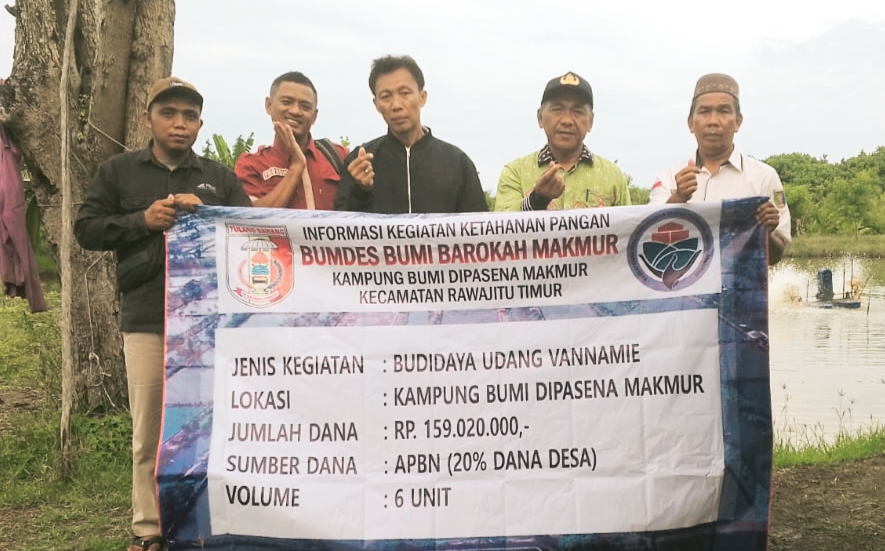 TULANG BAWANG
INFORMASI KEGIATAN KETAHANAN PANGAN
BUMDES BUMI BAROKAH MAKMUR
KAMPUNG BUMI DIPASENA MAKMUR
KECAMATAN RAWAJITU TIMUR
JENIS KEGIATAN : BUDIDAYA UDANG VANNAMIE
LOKASI : KAMPUNG BUMI DIPASENA MAKMUR
JUMLAH DANA : RP. 159.020.000,-
SUMBER DANA : APBN (20% DANA DESA)
VOLUME : 6 UNIT